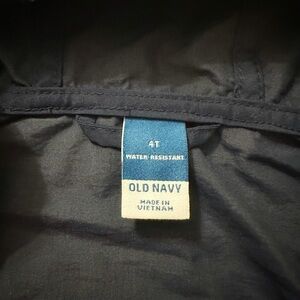 4T
WATER-RESISTANT
OLD NAVY
MADE IN
VIETNAM